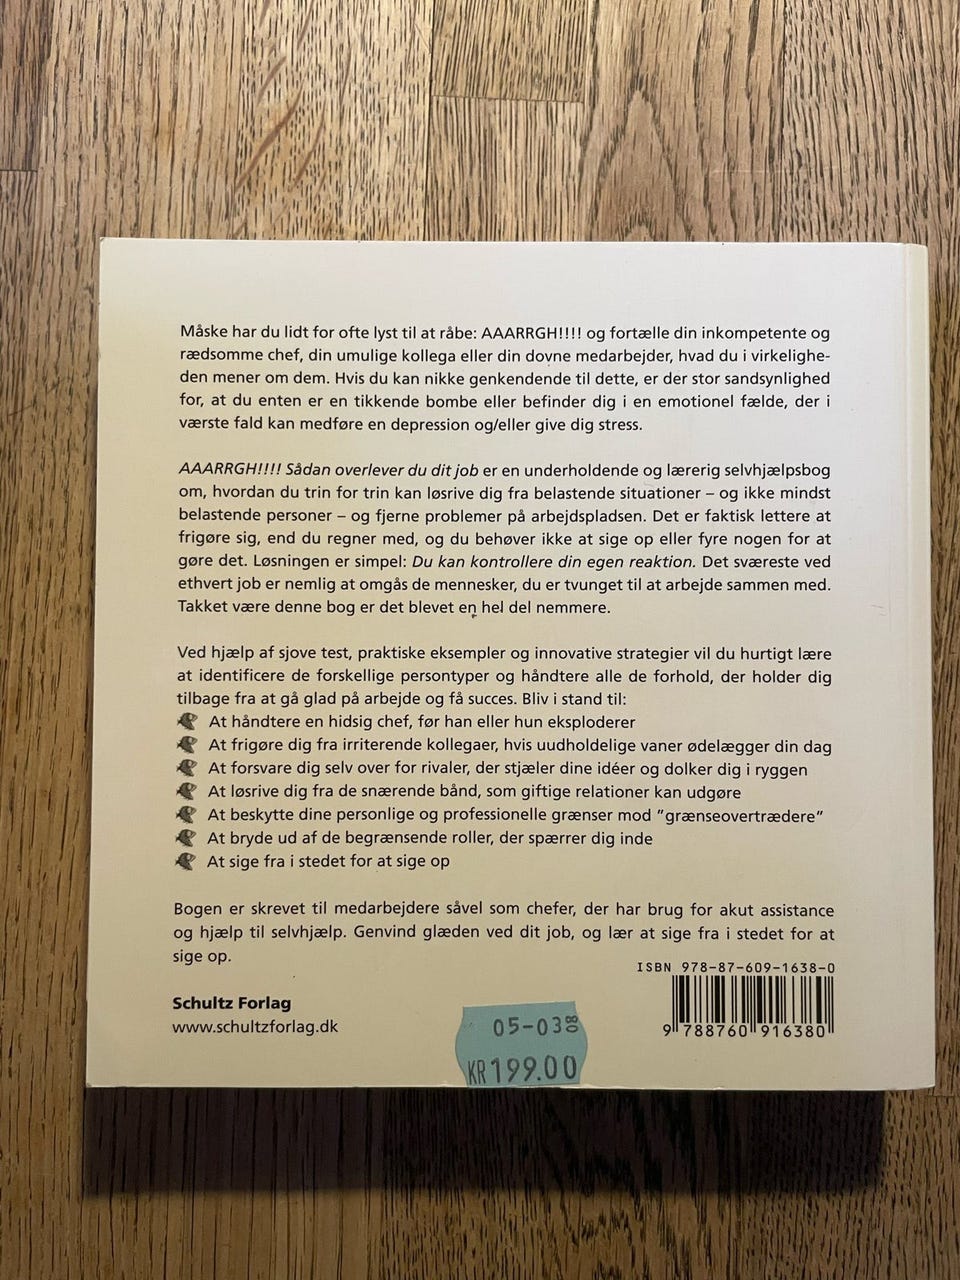 Måske har du lidt for ofte lyst til at råbe: AAARRGH!!!! og fortælle din inkompetente og
rædsomme chef, din umulige kollega eller din dovne medarbejder, hvad du i virkelighe-
den mener om dem. Hvis du kan nikke genkendende til dette, er der stor sandsynlighed
for, at du enten er en tikkende bombe eller befinder dig i en emotionel fælde, der i
værste fald kan medføre en depression og/eller give dig stress.
AAARRGH!!!! Sådan overlever du dit job er en underholdende og lærerig selvhjælpsbog
om, hvordan du trin for trin kan løsrive dig fra belastende situationer – og ikke mindst
belastende personer – og fjerne problemer på arbejdspladsen. Det er faktisk lettere at
frigøre sig, end du regner med, og du behøver ikke at sige op eller fyre nogen for at
gøre det. Løsningen er simpel: Du kan kontrollere din egen reaktion. Det sværeste ved
ethvert job er nemlig at omgås de mennesker, du er tvunget til at arbejde sammen med.
Takket være denne bog er det blevet en hel del nemmere.
Ved hjælp af sjove test, praktiske eksempler og innovative strategier vil du hurtigt lære
at identificere de forskellige persontyper og håndtere alle de forhold, der holder dig
tilbage fra at gå glad på arbejde og få succes. Bliv i stand til:
At håndtere en hidsig chef, før han eller hun eksploderer
At frigøre dig fra irriterende kollegaer, hvis uudholdelige vaner ødelægger din dag
At forsvare dig selv over for rivaler, der stjæler dine idéer og dolker dig i ryggen
At løsrive dig fra de snærende bånd, som giftige relationer kan udgøre
At beskytte dine personlige og professionelle grænser mod ”grænseovertrædere”
At bryde ud af de begrænsende roller, der spærrer dig inde
At sige fra i stedet for at sige op
Bogen er skrevet til medarbejdere såvel som chefer, der har brug for akut assistance
og hjælp til selvhjælp. Genvind glæden ved dit job, og lær at sige fra i stedet for at
sige op.
ISBN 978-87-609-1638-0
Schultz Forlag
www.schultzforlag.dk
9 788760 916380
05-03 08
KR 199.00